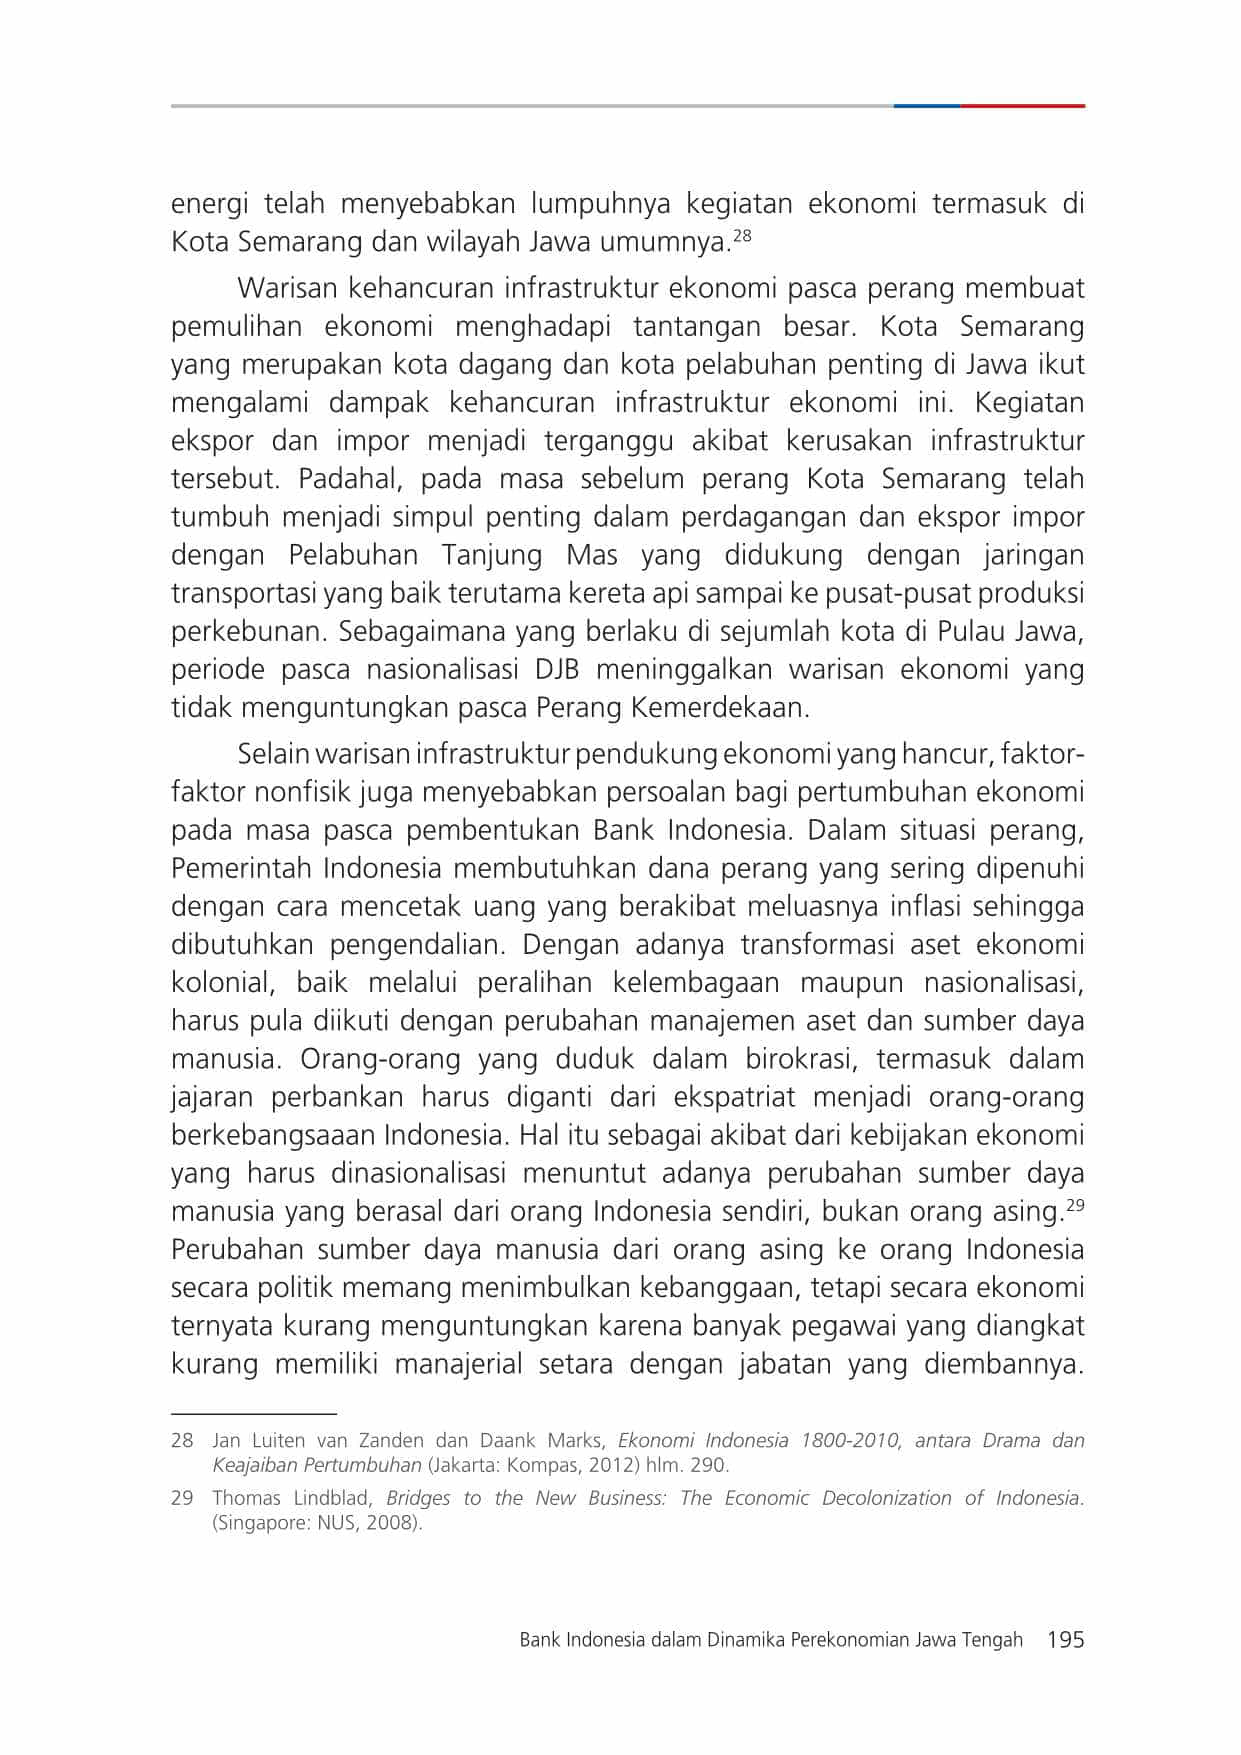 energi telah menyebabkan lumpuhnya kegiatan ekonomi termasuk di
Kota Semarang dan wilayah Jawa umumnya.28
Warisan kehancuran infrastruktur ekonomi pasca perang membuat
pemulihan ekonomi menghadapi tantangan besar. Kota Semarang
yang merupakan kota dagang dan kota pelabuhan penting di Jawa ikut
mengalami dampak kehancuran infrastruktur ekonomi ini. Kegiatan
ekspor dan impor menjadi terganggu akibat kerusakan infrastruktur
tersebut. Padahal, pada masa sebelum perang Kota Semarang telah
tumbuh menjadi simpul penting dalam perdagangan dan ekspor impor
dengan Pelabuhan Tanjung Mas yang didukung dengan jaringan
transportasi yang baik terutama kereta api sampai ke pusat-pusat produksi
perkebunan. Sebagaimana yang berlaku di sejumlah kota di Pulau Jawa,
periode pasca nasionalisasi DJB meninggalkan warisan ekonomi yang
tidak menguntungkan pasca Perang Kemerdekaan.
Selain warisan infrastruktur pendukung ekonomi yang hancur, faktor-
faktor nonfisik juga menyebabkan persoalan bagi pertumbuhan ekonomi
pada masa pasca pembentukan Bank Indonesia. Dalam situasi perang,
Pemerintah Indonesia membutuhkan dana perang yang sering dipenuhi
dengan cara mencetak uang yang berakibat meluasnya inflasi sehingga
dibutuhkan pengendalian. Dengan adanya transformasi aset ekonomi
kolonial, baik melalui peralihan kelembagaan maupun nasionalisasi,
harus pula diikuti dengan perubahan manajemen aset dan sumber daya
manusia. Orang-orang yang duduk dalam birokrasi, termasuk dalam
jajaran perbankan harus diganti dari ekspatriat menjadi orang-orang
berkebangsaaan Indonesia. Hal itu sebagai akibat dari kebijakan ekonomi
yang harus dinasionalisasi menuntut adanya perubahan sumber daya
manusia yang berasal dari orang Indonesia sendiri, bukan orang asing.29
Perubahan sumber daya manusia dari orang asing ke orang Indonesia
secara politik memang menimbulkan kebanggaan, tetapi secara ekonomi
ternyata kurang menguntungkan karena banyak pegawai yang diangkat
kurang memiliki manajerial setara dengan jabatan yang diembannya.
28 Jan Luiten van Zanden dan Daank Marks, Ekonomi Indonesia 1800-2010, antara Drama dan
Keajaiban Pertumbuhan (Jakarta: Kompas, 2012) hlm. 290.
29 Thomas Lindblad, Bridges to the New Business: The Economic Decolonization of Indonesia.
(Singapore: NUS, 2008).
Bank Indonesia dalam Dinamika Perekonomian Jawa Tengah 195